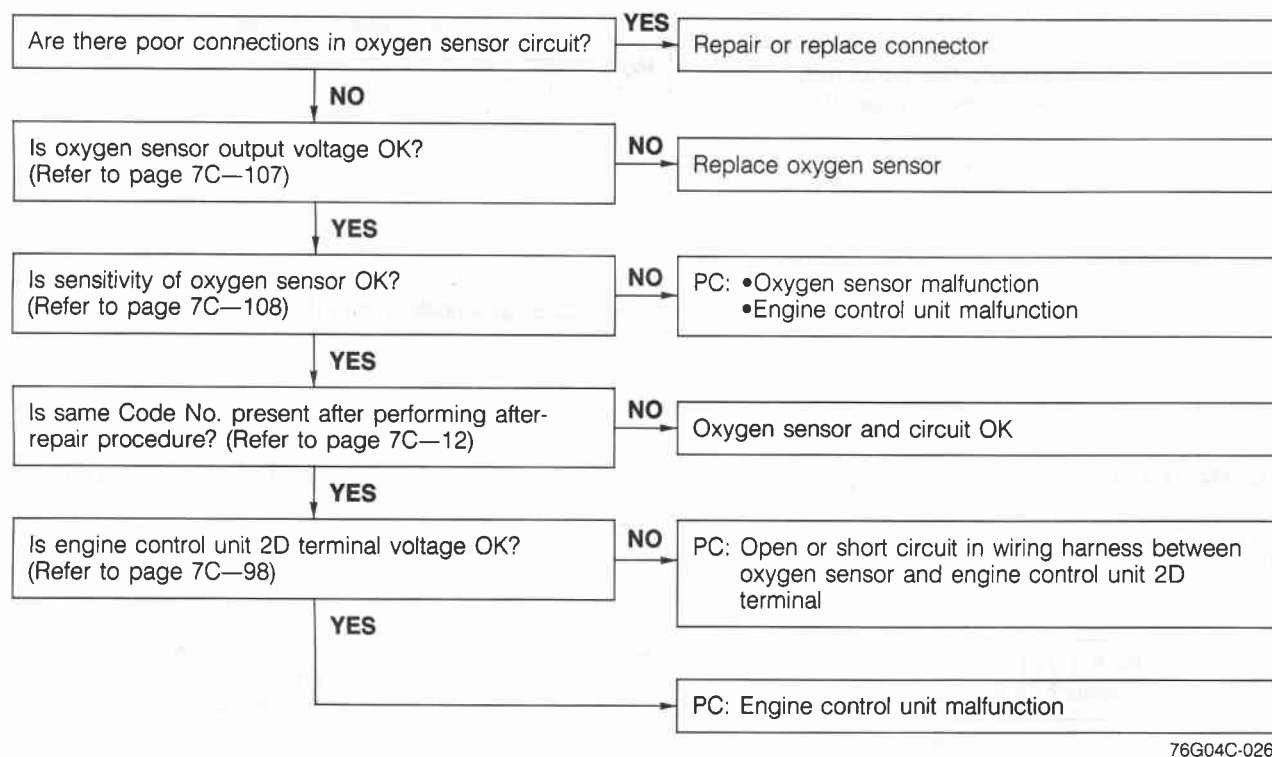 Are there poor connections in oxygen sensor circuit?
YES
Repair or replace connector
NO
Is oxygen sensor output voltage OK?
(Refer to page 7C—107)
NO
Replace oxygen sensor
YES
Is sensitivity of oxygen sensor OK?
(Refer to page 7C—108)
NO
PC: •Oxygen sensor malfunction
•Engine control unit malfunction
YES
Is same Code No. present after performing after-
repair procedure? (Refer to page 7C—12)
NO
Oxygen sensor and circuit OK
YES
Is engine control unit 2D terminal voltage OK?
(Refer to page 7C—98)
NO
PC: Open or short circuit in wiring harness between
oxygen sensor and engine control unit 2D
terminal
YES
PC: Engine control unit malfunction
76G04C-026